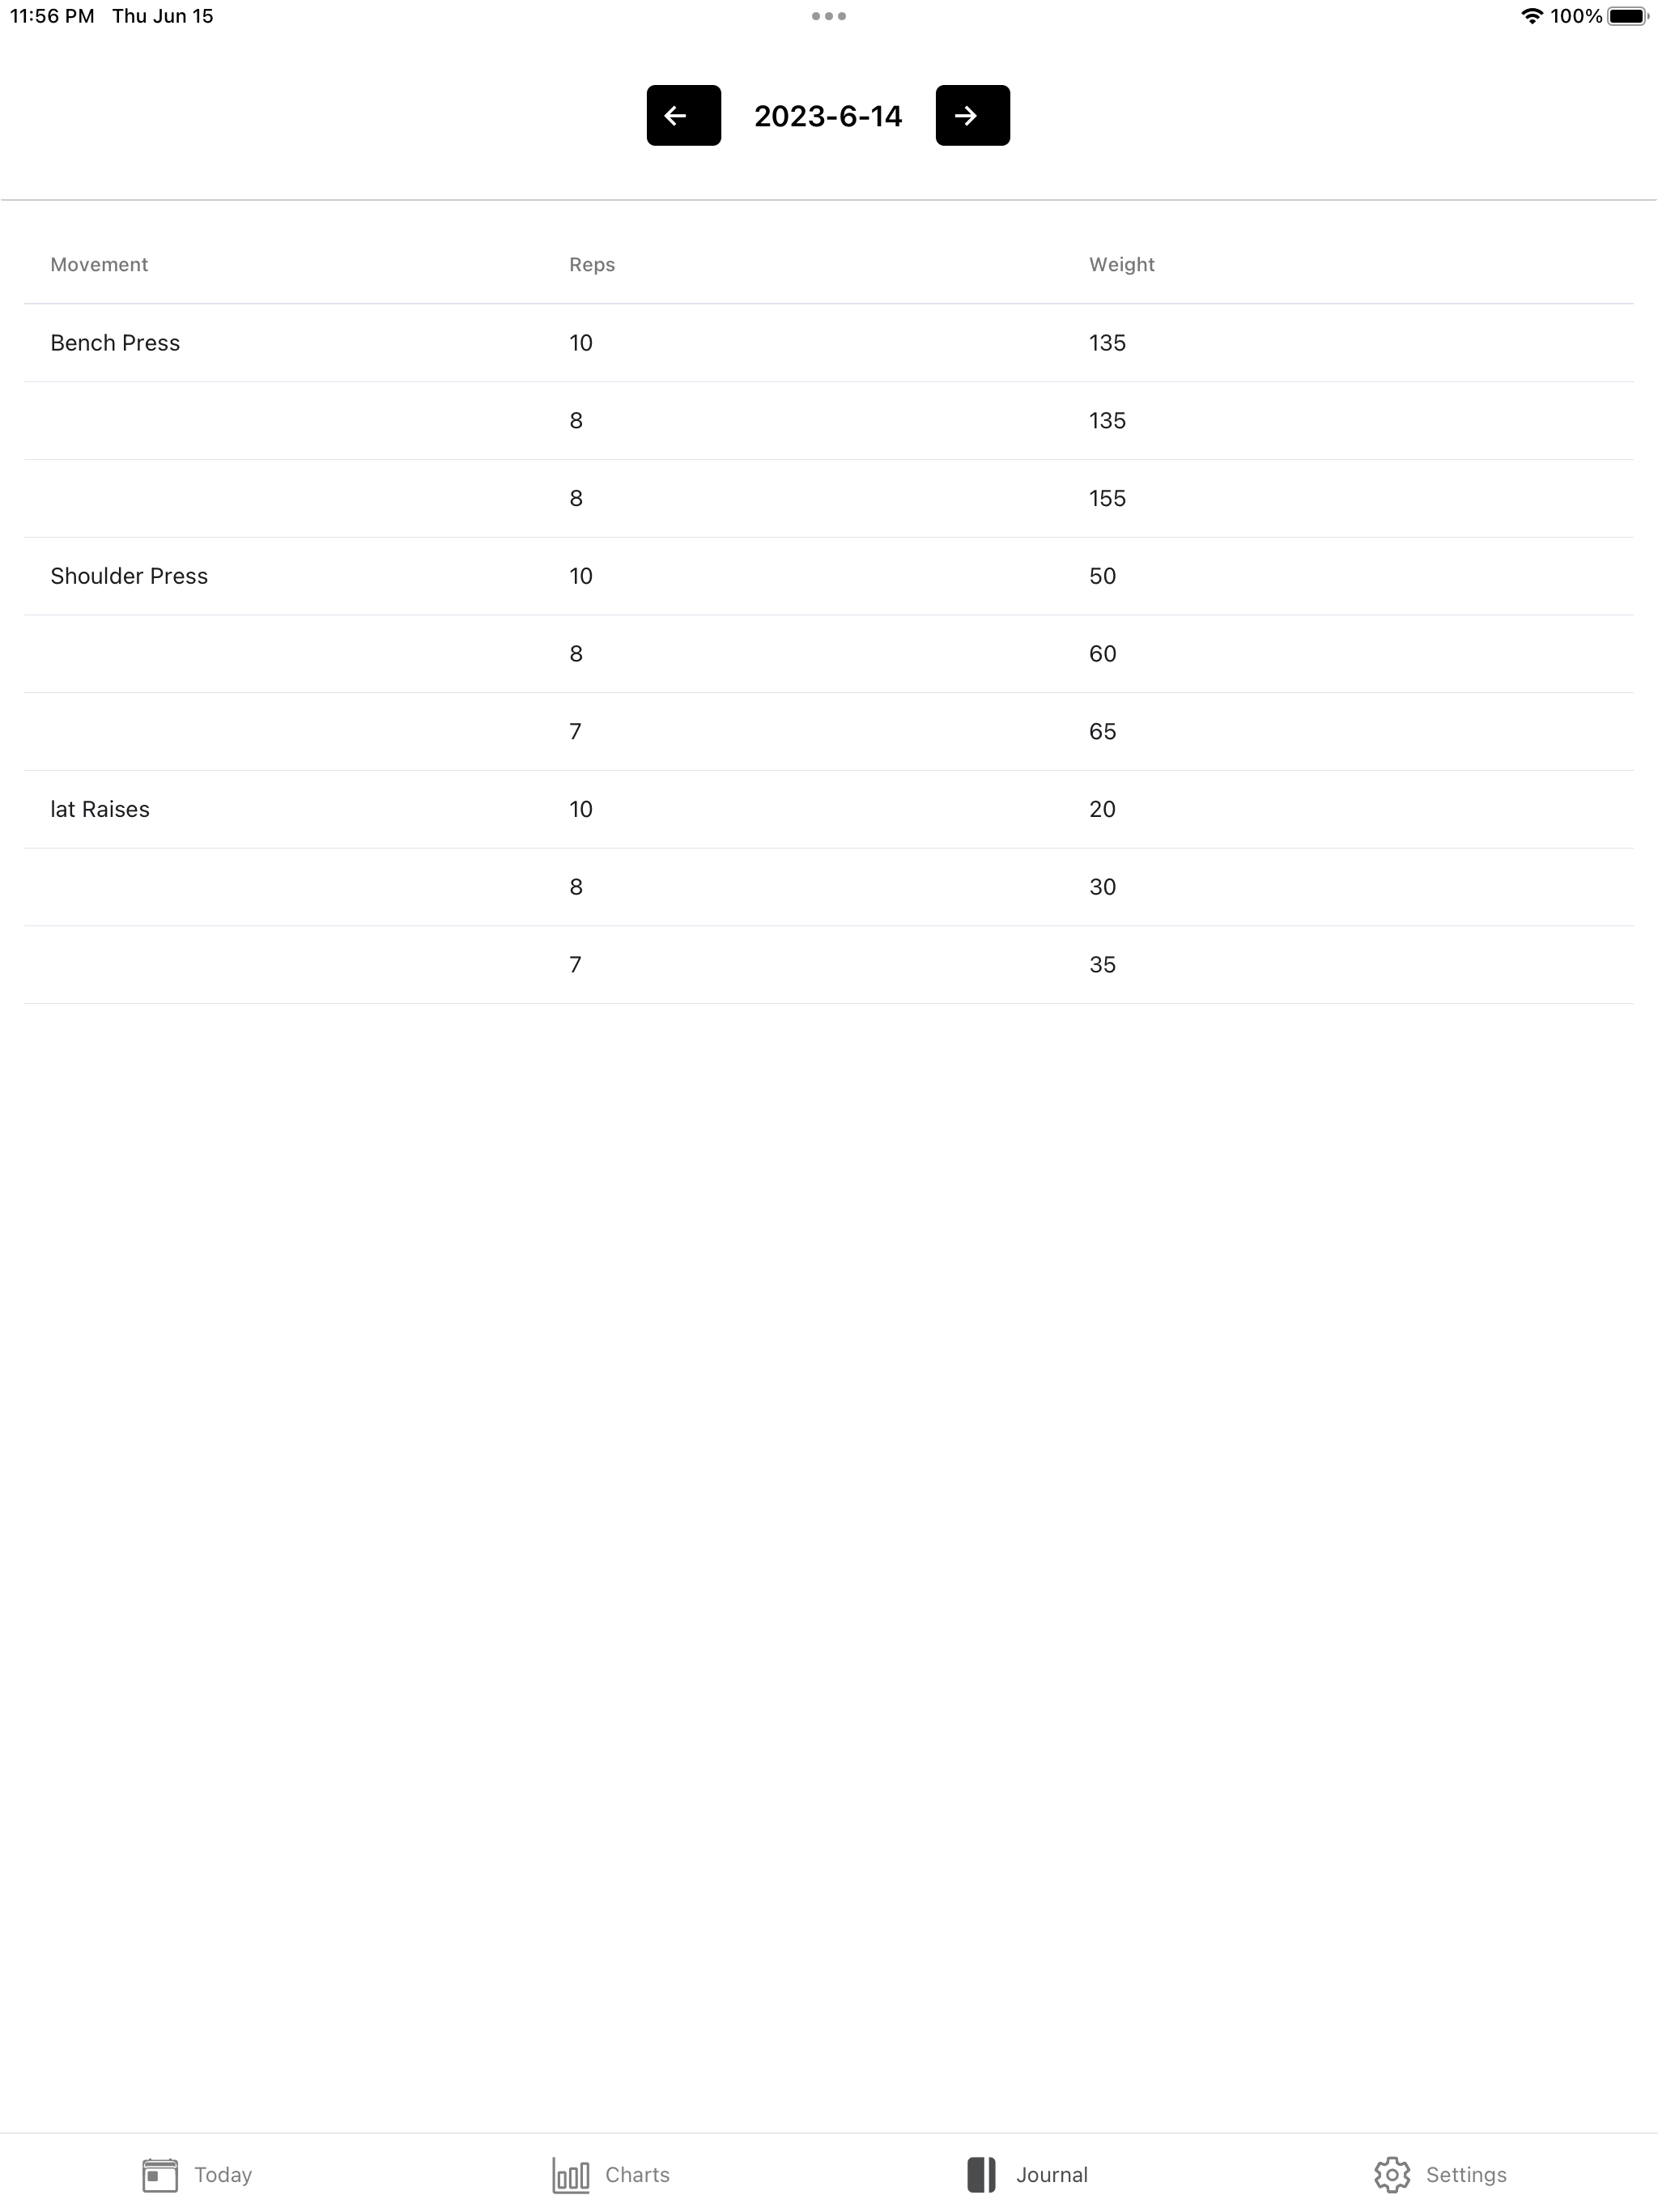 11:56 PM Thu Jun 15 100%
2023-6-14
Movement Reps Weight
Bench Press 10 135
8 135
8 155
Shoulder Press 10 50
8 60
7 65
lat Raises 10 20
8 30
7 35
Today Charts Journal Settings